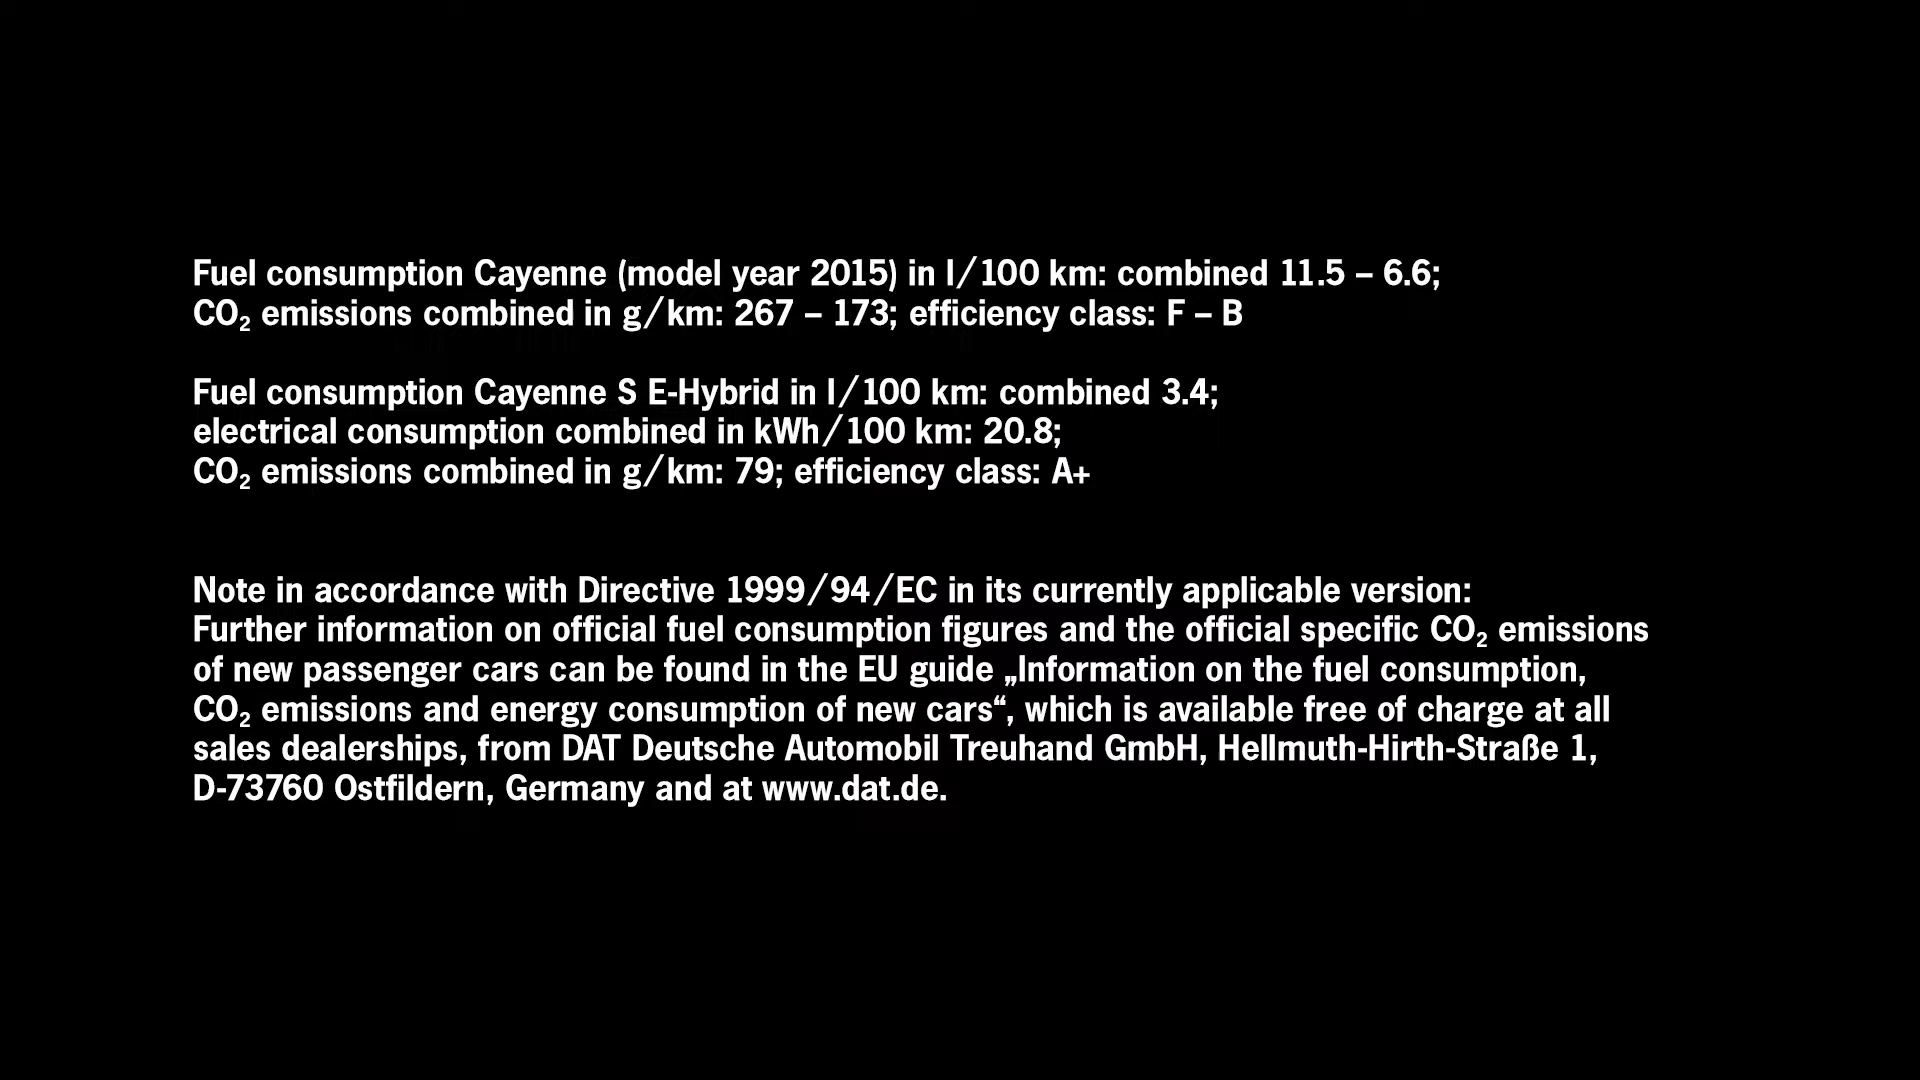 Fuel consumption Cayenne (model year 2015) in l/100 km: combined 11.5 – 6.6;
CO₂ emissions combined in g/km: 267 – 173; efficiency class: F – B
Fuel consumption Cayenne S E-Hybrid in l/100 km: combined 3.4;
electrical consumption combined in kWh/100 km: 20.8;
CO₂ emissions combined in g/km: 79; efficiency class: A+
Note in accordance with Directive 1999/94/EC in its currently applicable version:
Further information on official fuel consumption figures and the official specific CO₂ emissions
of new passenger cars can be found in the EU guide „Information on the fuel consumption,
CO₂ emissions and energy consumption of new cars“, which is available free of charge at all
sales dealerships, from DAT Deutsche Automobil Treuhand GmbH, Hellmuth-Hirth-Straße 1,
D-73760 Ostfildern, Germany and at www.dat.de.